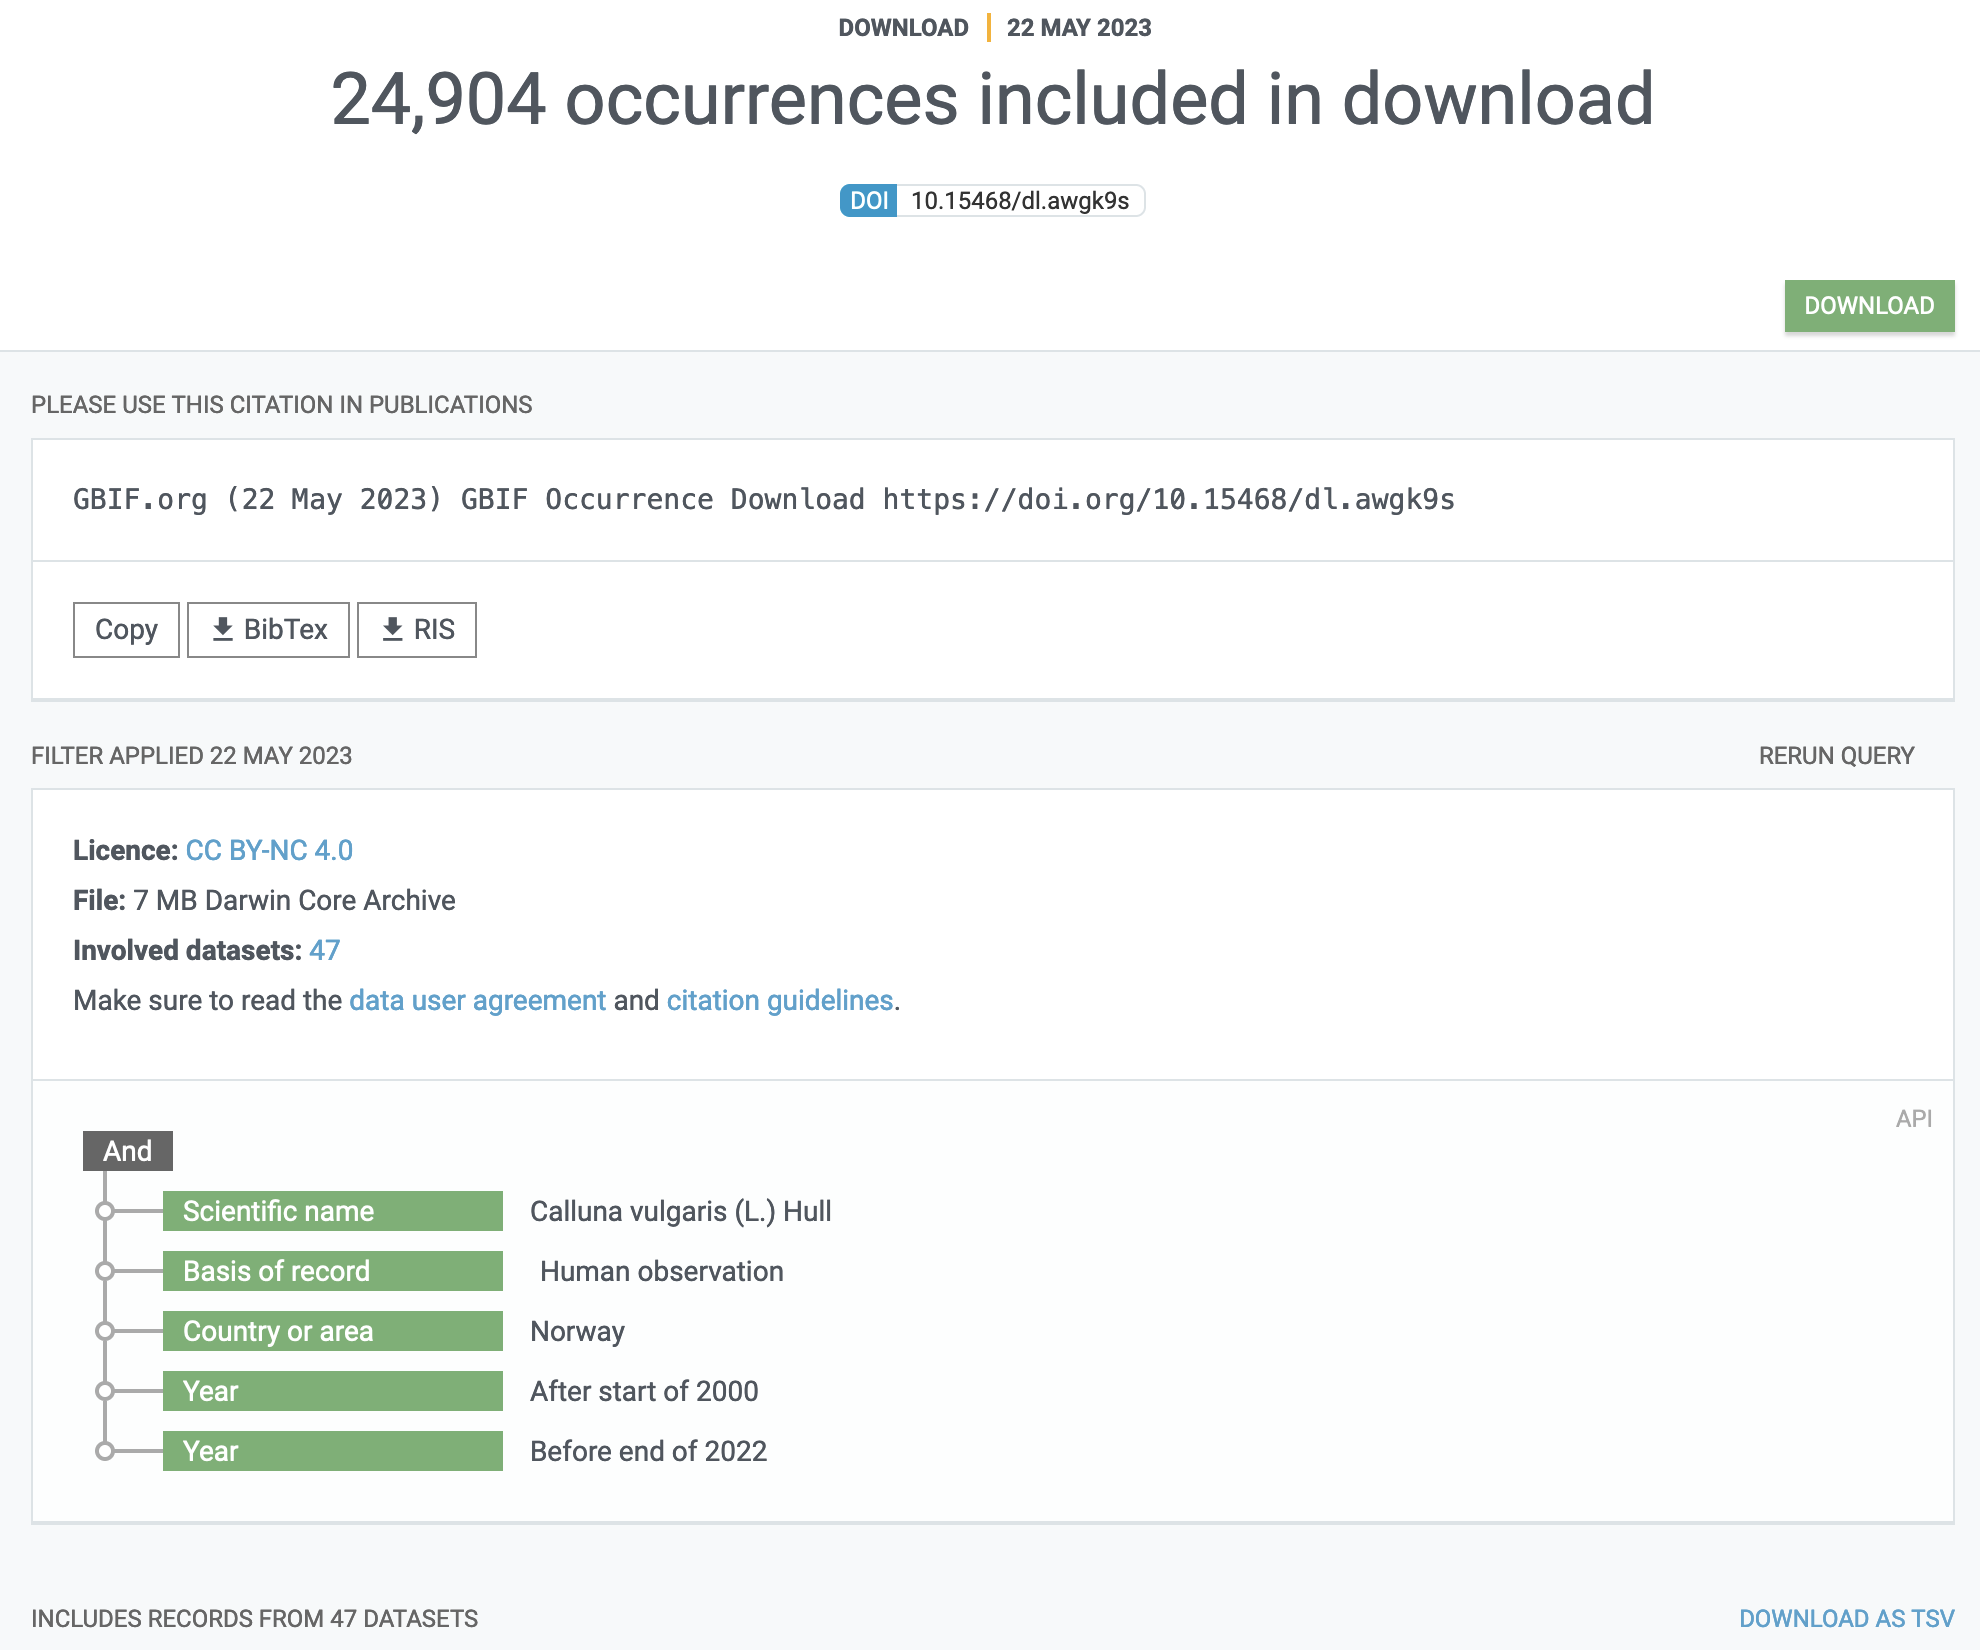 DOWNLOAD | 22 MAY 2023
24,904 occurrences included in download
DOI 10.15468/dl.awgk9s
DOWNLOAD
PLEASE USE THIS CITATION IN PUBLICATIONS
GBIF.org (22 May 2023) GBIF Occurrence Download https://doi.org/10.15468/dl.awgk9s
Copy BibTex RIS
FILTER APPLIED 22 MAY 2023 RERUN QUERY
Licence: CC BY-NC 4.0
File: 7 MB Darwin Core Archive
Involved datasets: 47
Make sure to read the data user agreement and citation guidelines.
API
And
Scientific name Calluna vulgaris (L.) Hull
Basis of record Human observation
Country or area Norway
Year After start of 2000
Year Before end of 2022
INCLUDES RECORDS FROM 47 DATASETS DOWNLOAD AS TSV